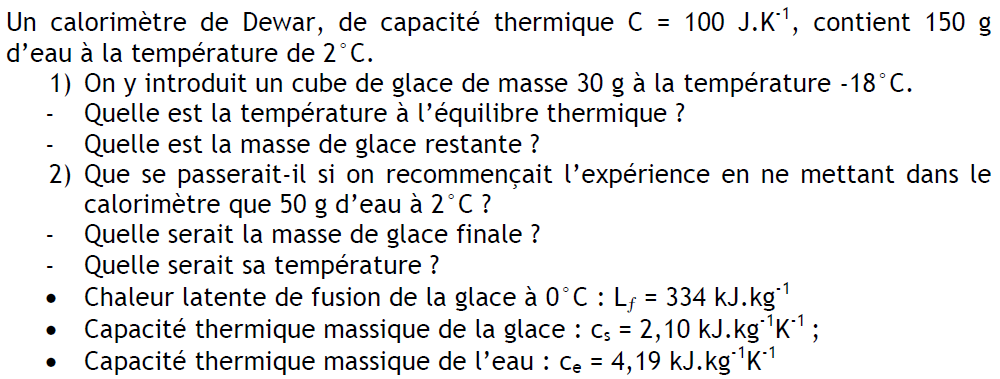 Un calorimètre de Dewar, de capacité thermique C = 100 J.K⁻¹, contient 150 g
d’eau à la température de 2°C.
1) On y introduit un cube de glace de masse 30 g à la température -18°C.
- Quelle est la température à l’équilibre thermique ?
- Quelle est la masse de glace restante ?
2) Que se passerait-il si on recommençait l’expérience en ne mettant dans le
calorimètre que 50 g d’eau à 2°C ?
- Quelle serait la masse de glace finale ?
- Quelle serait sa température ?
• Chaleur latente de fusion de la glace à 0°C : L_f = 334 kJ.kg⁻¹
• Capacité thermique massique de la glace : cₛ = 2,10 kJ.kg⁻¹K⁻¹ ;
• Capacité thermique massique de l’eau : cₑ = 4,19 kJ.kg⁻¹K⁻¹